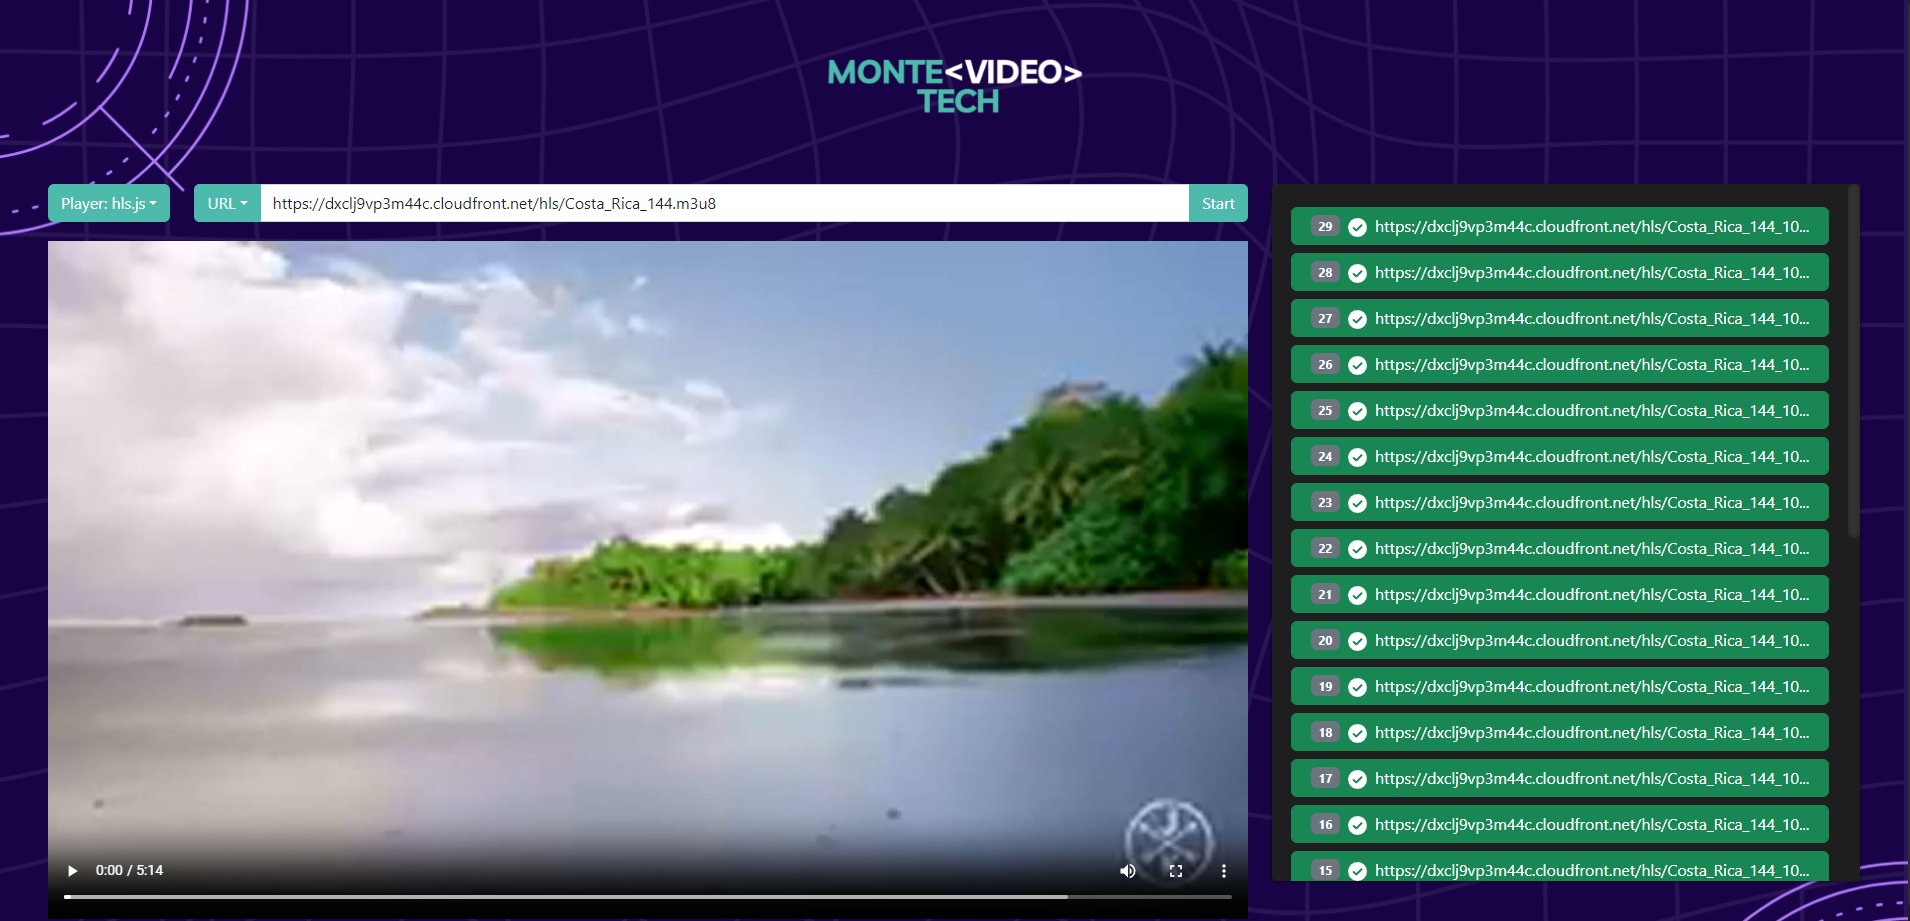 MONTE<VIDEO>
TECH
Player: hls.js
URL
https://dxclj9vp3m44c.cloudfront.net/hls/Costa_Rica_144.m3u8
Start
29 https://dxclj9vp3m44c.cloudfront.net/hls/Costa_Rica_144_10...
28 https://dxclj9vp3m44c.cloudfront.net/hls/Costa_Rica_144_10...
27 https://dxclj9vp3m44c.cloudfront.net/hls/Costa_Rica_144_10...
26 https://dxclj9vp3m44c.cloudfront.net/hls/Costa_Rica_144_10...
25 https://dxclj9vp3m44c.cloudfront.net/hls/Costa_Rica_144_10...
24 https://dxclj9vp3m44c.cloudfront.net/hls/Costa_Rica_144_10...
23 https://dxclj9vp3m44c.cloudfront.net/hls/Costa_Rica_144_10...
22 https://dxclj9vp3m44c.cloudfront.net/hls/Costa_Rica_144_10...
21 https://dxclj9vp3m44c.cloudfront.net/hls/Costa_Rica_144_10...
20 https://dxclj9vp3m44c.cloudfront.net/hls/Costa_Rica_144_10...
19 https://dxclj9vp3m44c.cloudfront.net/hls/Costa_Rica_144_10...
18 https://dxclj9vp3m44c.cloudfront.net/hls/Costa_Rica_144_10...
17 https://dxclj9vp3m44c.cloudfront.net/hls/Costa_Rica_144_10...
16 https://dxclj9vp3m44c.cloudfront.net/hls/Costa_Rica_144_10...
15 https://dxclj9vp3m44c.cloudfront.net/hls/Costa_Rica_144_10...
0:00 / 5:14